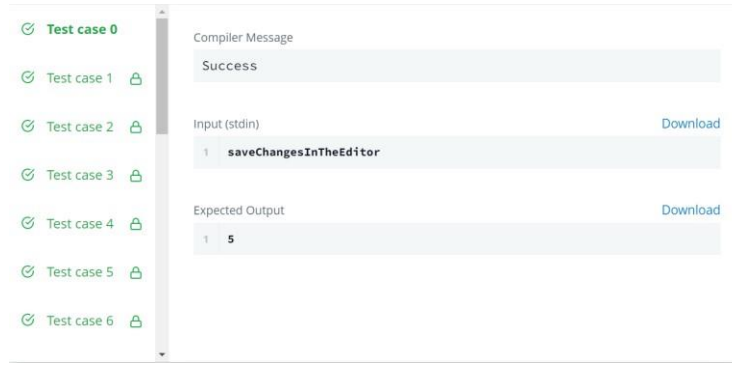 Test case 0
Test case 1
Test case 2
Test case 3
Test case 4
Test case 5
Test case 6
Compiler Message
Success
Input (stdin)
Download
1 saveChangesInTheEditor
Expected Output
Download
1 5